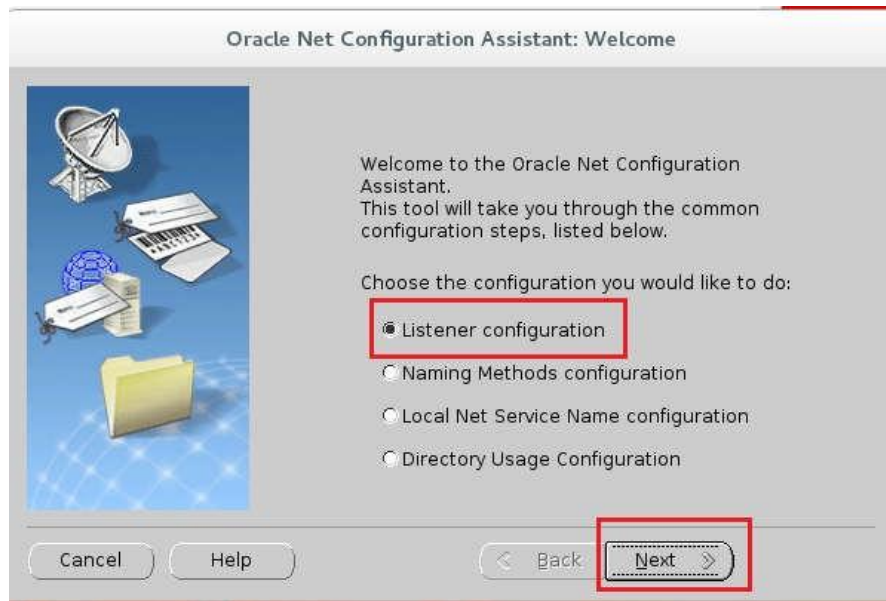 Oracle Net Configuration Assistant: Welcome
Welcome to the Oracle Net Configuration
Assistant.
This tool will take you through the common
configuration steps, listed below.
Choose the configuration you would like to do:
Listener configuration
Naming Methods configuration
Local Net Service Name configuration
Directory Usage Configuration
Cancel
Help
Back
Next